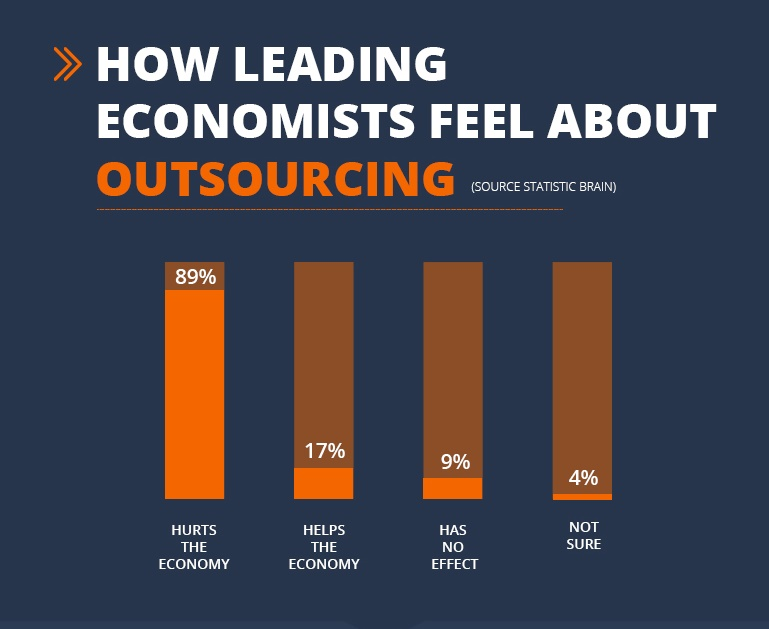 HOW LEADING
ECONOMISTS FEEL ABOUT
OUTSOURCING (SOURCE STATISTIC BRAIN)
89%
17%
9%
4%
HURTS
THE
ECONOMY
HELPS
THE
ECONOMY
HAS
NO
EFFECT
NOT
SURE